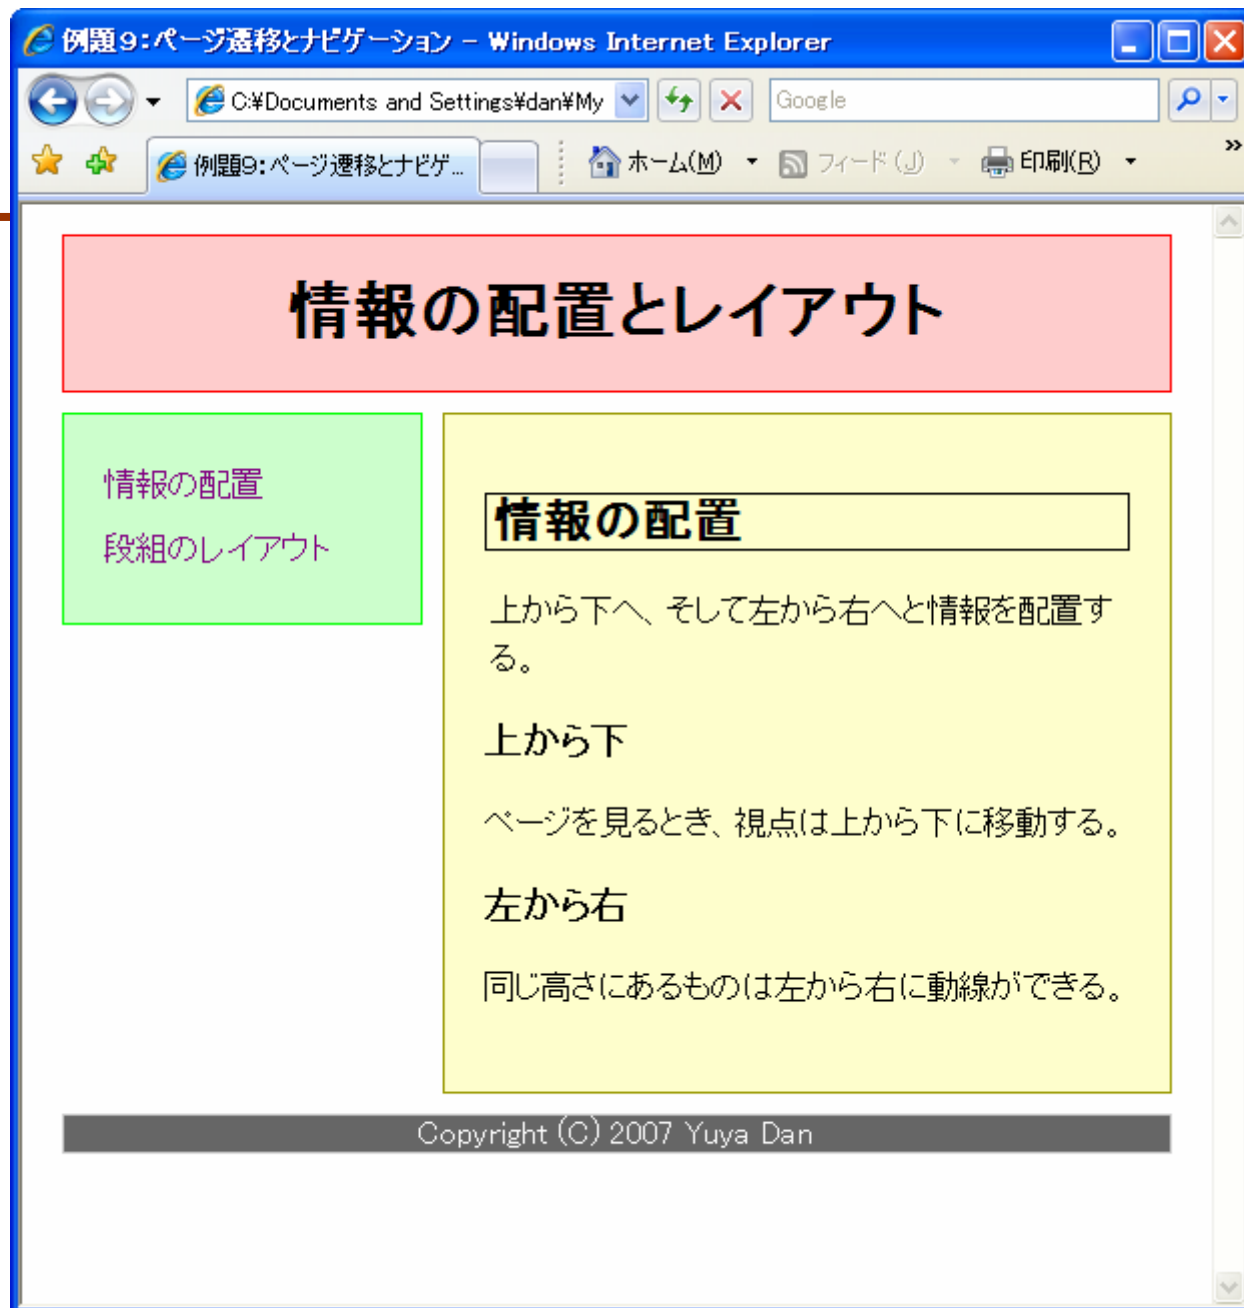 例題9:ページ遷移とナビゲーション - Windows Internet Explorer
C:¥Documents and Settings¥dan¥My
Google
例題9:ページ遷移とナビゲ...
ホーム(M)
フィード(J)
印刷(R)
»
情報の配置とレイアウト
情報の配置
段組のレイアウト
情報の配置
上から下へ、そして左から右へと情報を配置す
る。
上から下
ページを見るとき、視点は上から下に移動する。
左から右
同じ高さにあるものは左から右に動線ができる。
Copyright (C) 2007 Yuya Dan